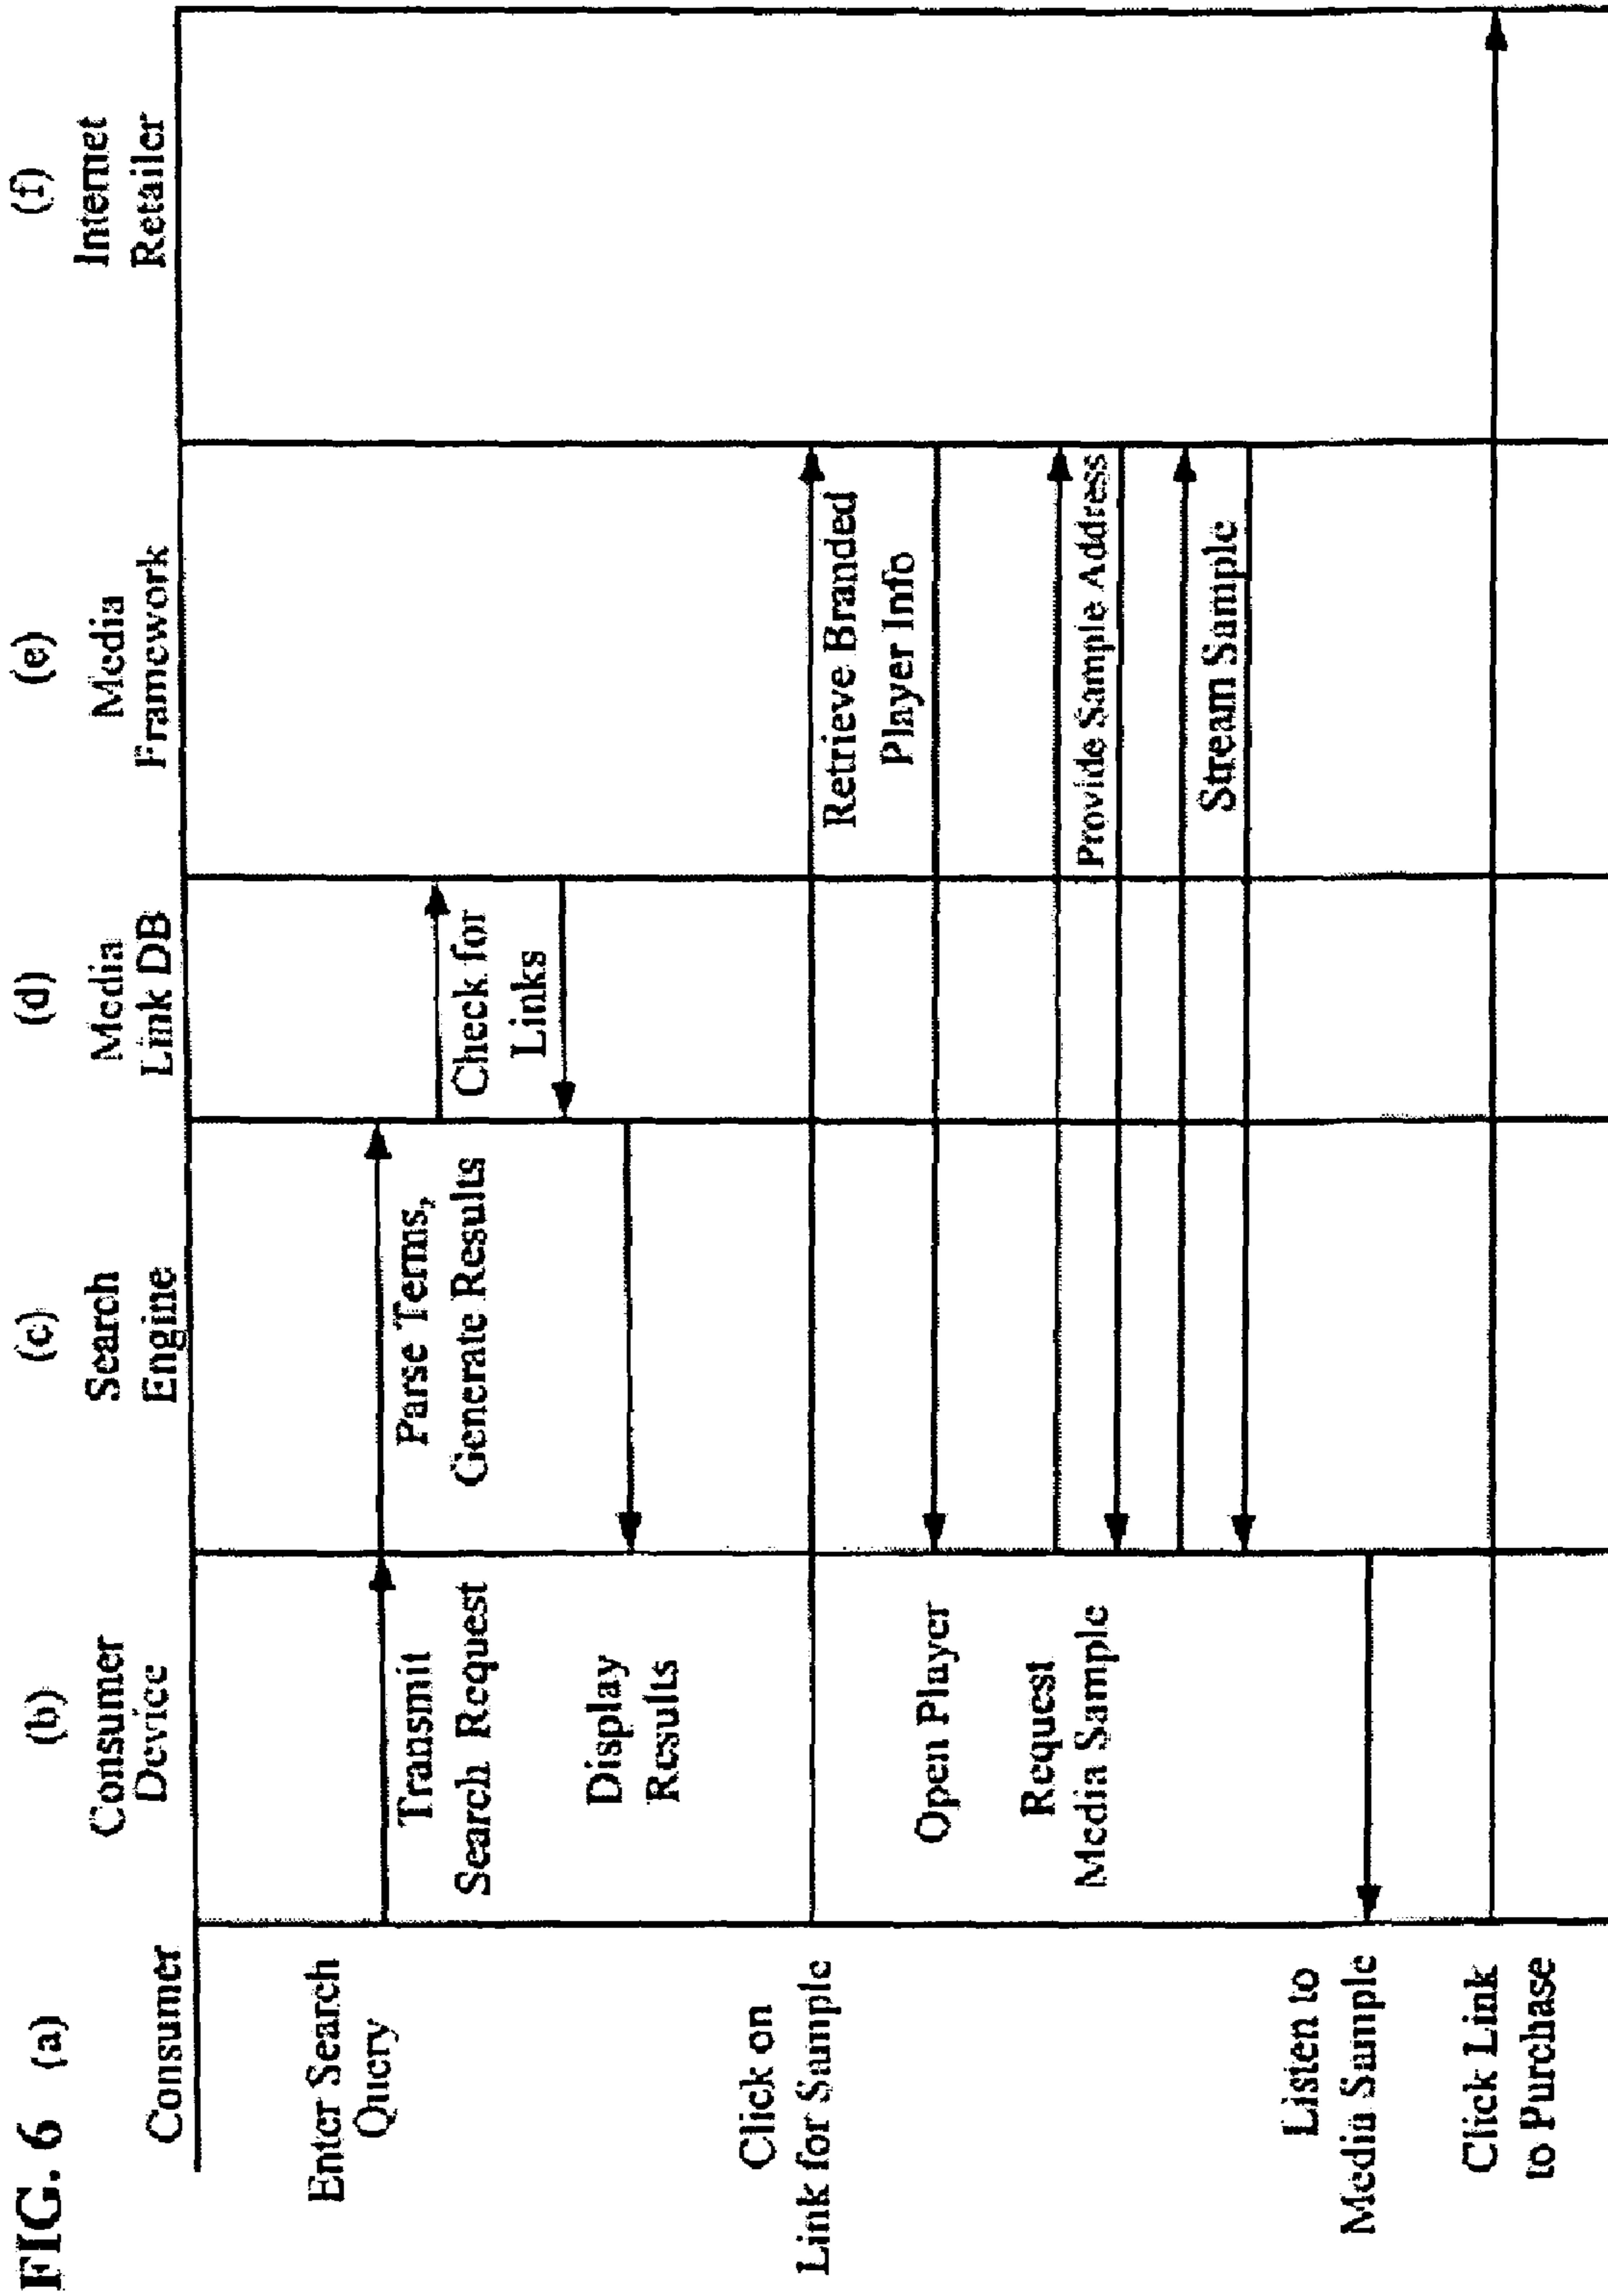 FIG. 6
(a)
(b)
(c)
(d)
(e)
(f)
Consumer
Consumer
Device
Search
Engine
Media
Link DB
Media
Framework
Internet
Retailer
Enter Search
Query
Transmit
Search Request
Parse Terms,
Generate Results
Check for
Links
Display
Results
Click on
Link for Sample
Retrieve Branded
Player Info
Open Player
Request
Media Sample
Provide Sample Address
Stream Sample
Listen to
Media Sample
Click Link
to Purchase